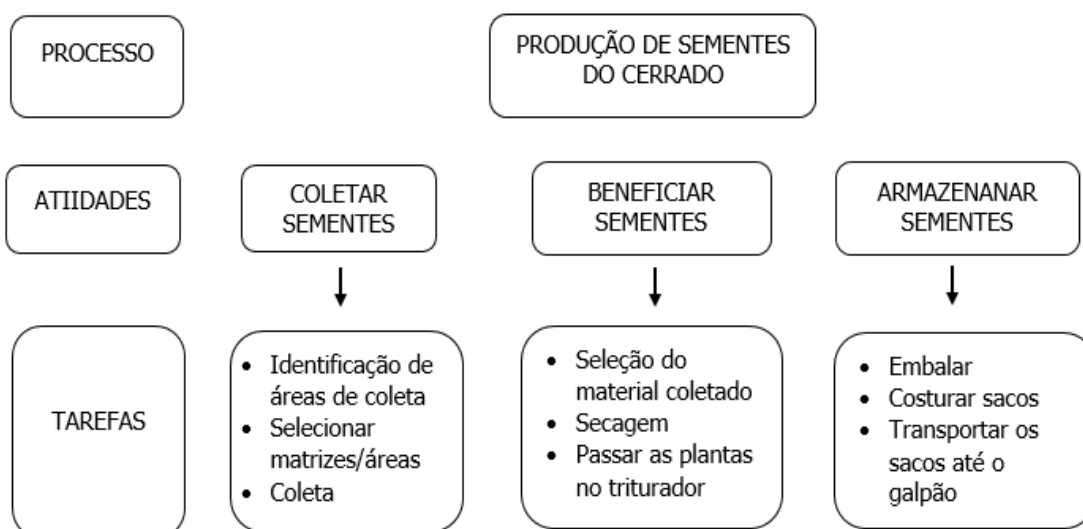 PROCESSO
PRODUÇÃO DE SEMENTES
DO CERRADO
ATIIDADES
COLETAR
SEMENTES
BENEFICIAR
SEMENTES
ARMAZENANAR
SEMENTES
TAREFAS
• Identificação de
áreas de coleta
• Selecionar
matrizes/áreas
• Coleta
• Seleção do
material coletado
• Secagem
• Passar as plantas
no triturador
• Embalar
• Costurar sacos
• Transportar os
sacos até o
galpão